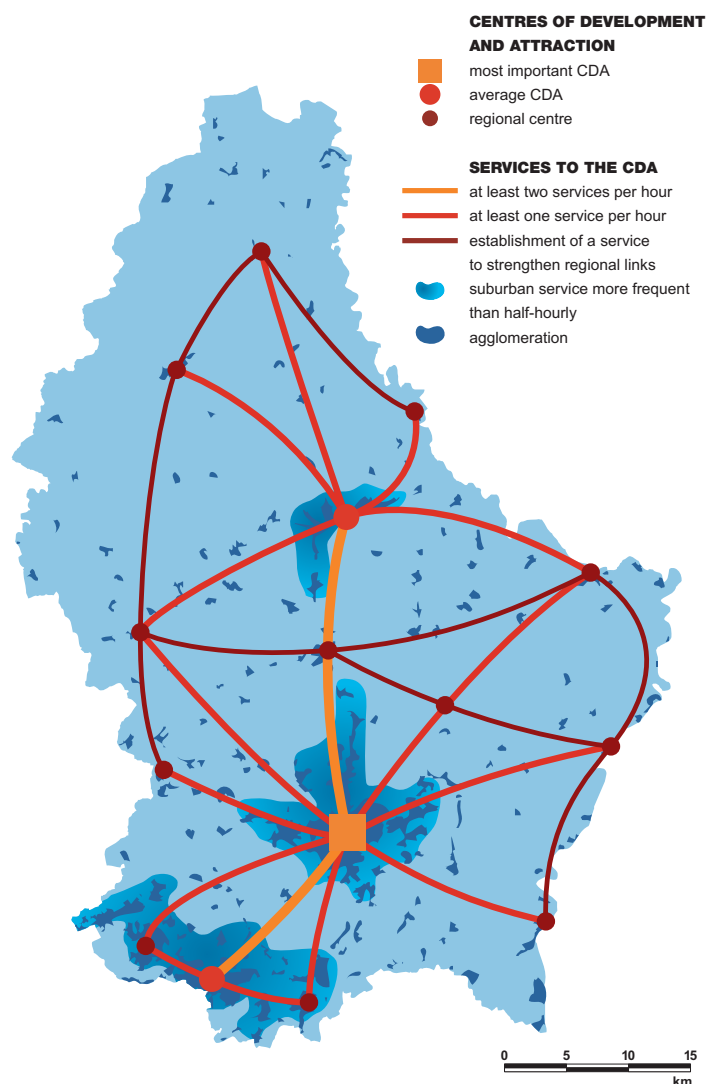 CENTRES OF DEVELOPMENT
AND ATTRACTION
most important CDA
average CDA
regional centre
SERVICES TO THE CDA
at least two services per hour
at least one service per hour
establishment of a service
to strengthen regional links
suburban service more frequent
than half-hourly
agglomeration
0 5 10 15
km